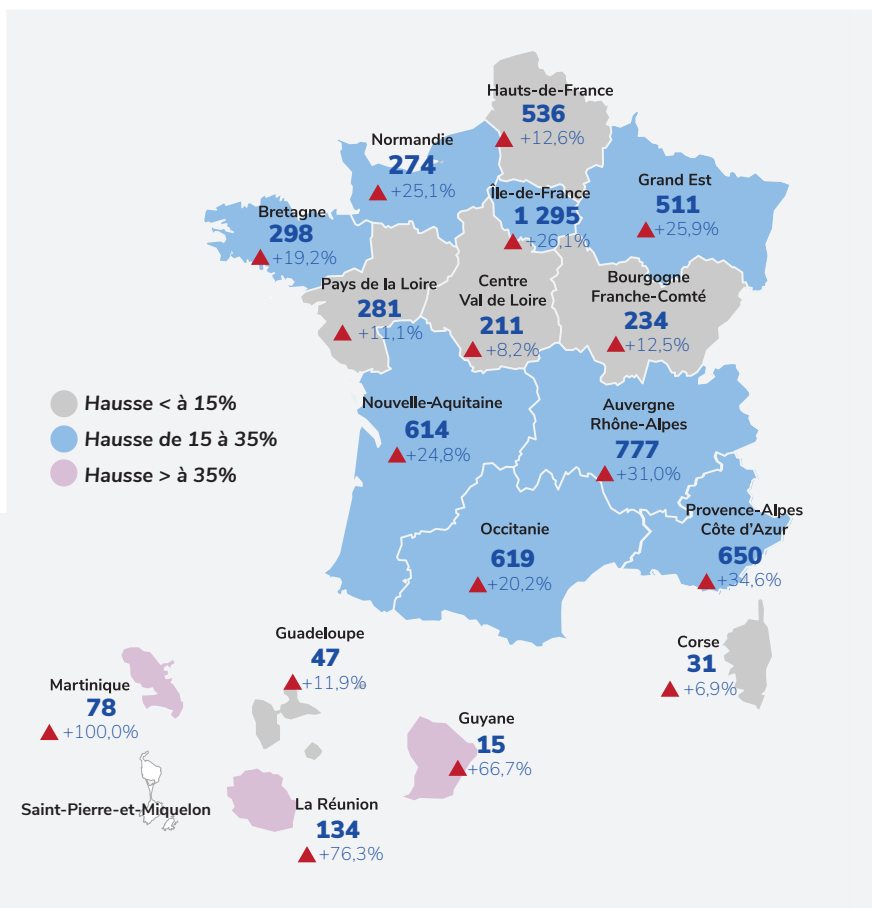 Hauts-de-France
536
+12,6%
Normandie
274
+25,1%
Île-de-France
1 295
+26,1%
Grand Est
511
+25,9%
Bretagne
298
+19,2%
Pays de la Loire
281
+11,1%
Centre
Val de Loire
211
+8,2%
Bourgogne
Franche-Comté
234
+12,5%
Hausse < à 15%
Hausse de 15 à 35%
Hausse > à 35%
Nouvelle-Aquitaine
614
+24,8%
Auvergne
Rhône-Alpes
777
+31,0%
Occitanie
619
+20,2%
Provence-Alpes
Côte d'Azur
650
+34,6%
Corse
31
+6,9%
Guadeloupe
47
+11,9%
Martinique
78
+100,0%
Guyane
15
+66,7%
Saint-Pierre-et-Miquelon
La Réunion
134
+76,3%